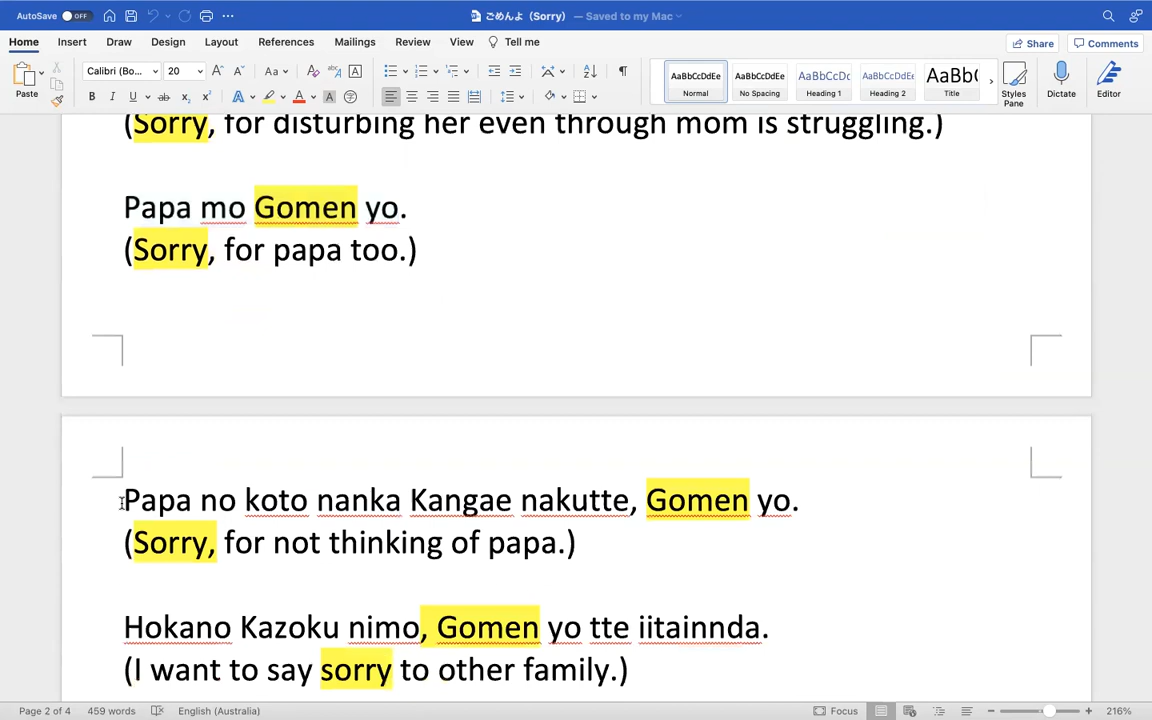 AutoSave OFF ごめんよ (Sorry) — Saved to my Mac
Home Insert Draw Design Layout References Mailings Review View Tell me Share Comments
Paste Calibri (Bo... 20 A A Aa A AaBbCcDdEe AaBbCcDdEe AaBbCcDc AaBbCcDdEe AaBb( Styles Pane Dictate Editor
B I U ab x₂ x² A A A Normal No Spacing Heading 1 Heading 2 Title
(Sorry, for disturbing her even through mom is struggling.)
Papa mo Gomen yo.
(Sorry, for papa too.)
Papa no koto nanka Kangae nakutte, Gomen yo.
(Sorry, for not thinking of papa.)
Hokano Kazoku nimo, Gomen yo tte iitainnda.
(I want to say sorry to other family.)
Page 2 of 4 459 words English (Australia) Focus 216%